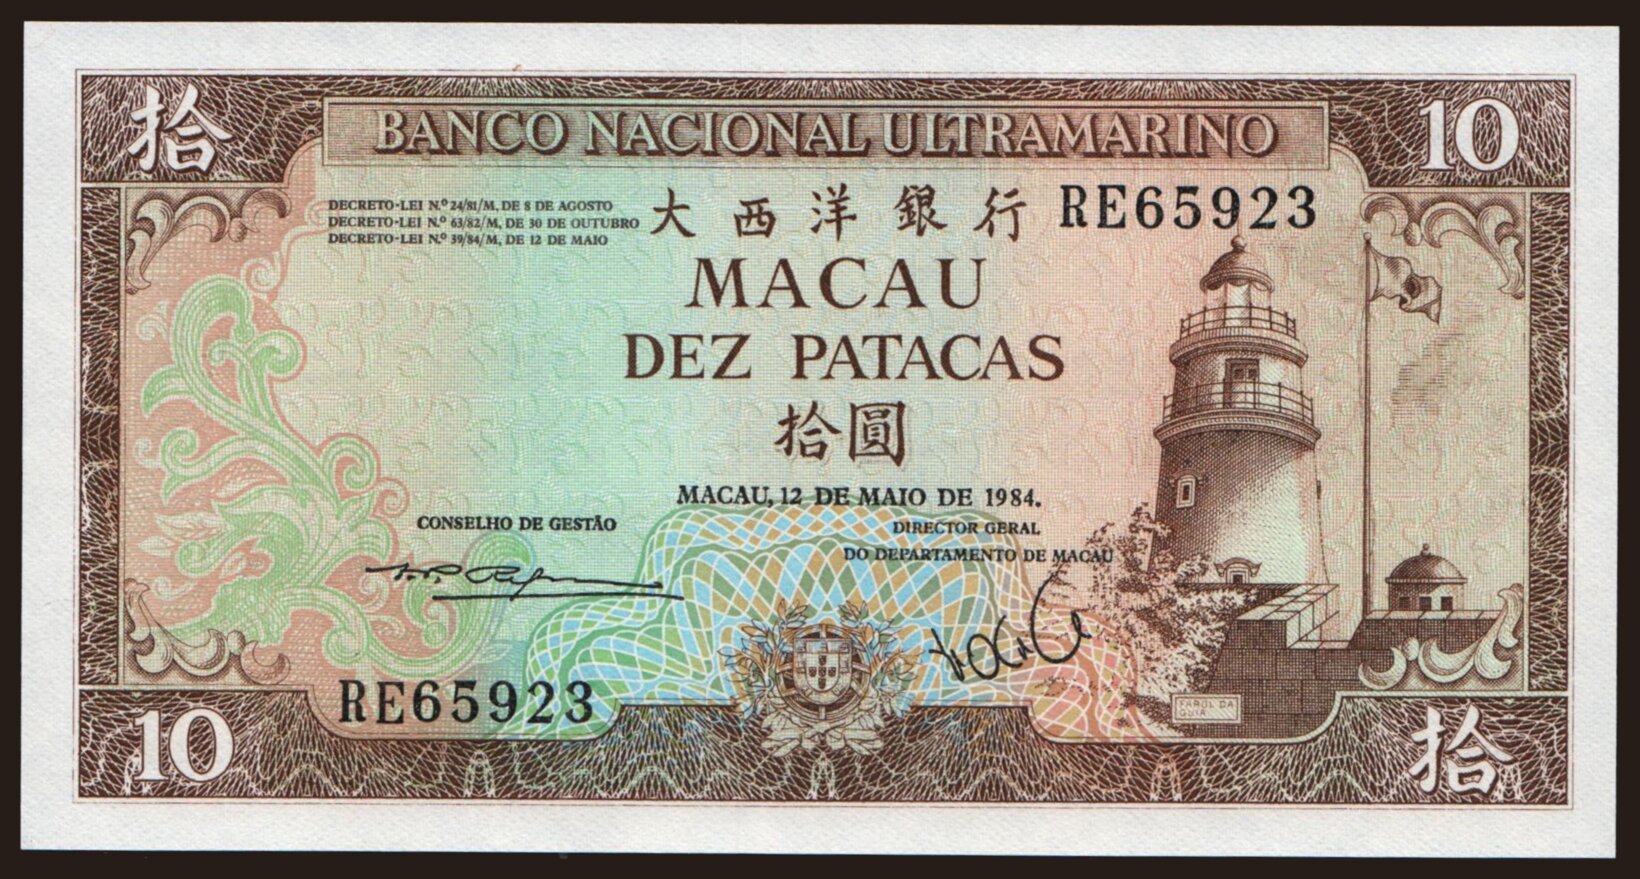 拾
10
BANCO NACIONAL ULTRAMARINO
DECRETO-LEI N.º 24/81/M, DE 8 DE AGOSTO
DECRETO-LEI N.º 63/82/M, DE 30 DE OUTUBRO
DECRETO-LEI N.º 39/84/M, DE 12 DE MAIO
大西洋銀行
RE65923
MACAU
DEZ PATACAS
拾圓
MACAU, 12 DE MAIO DE 1984.
CONSELHO DE GESTÃO
DIRECTOR GERAL
DO DEPARTAMENTO DE MACAU
RE65923
FAROL DA
GUIA
10
拾